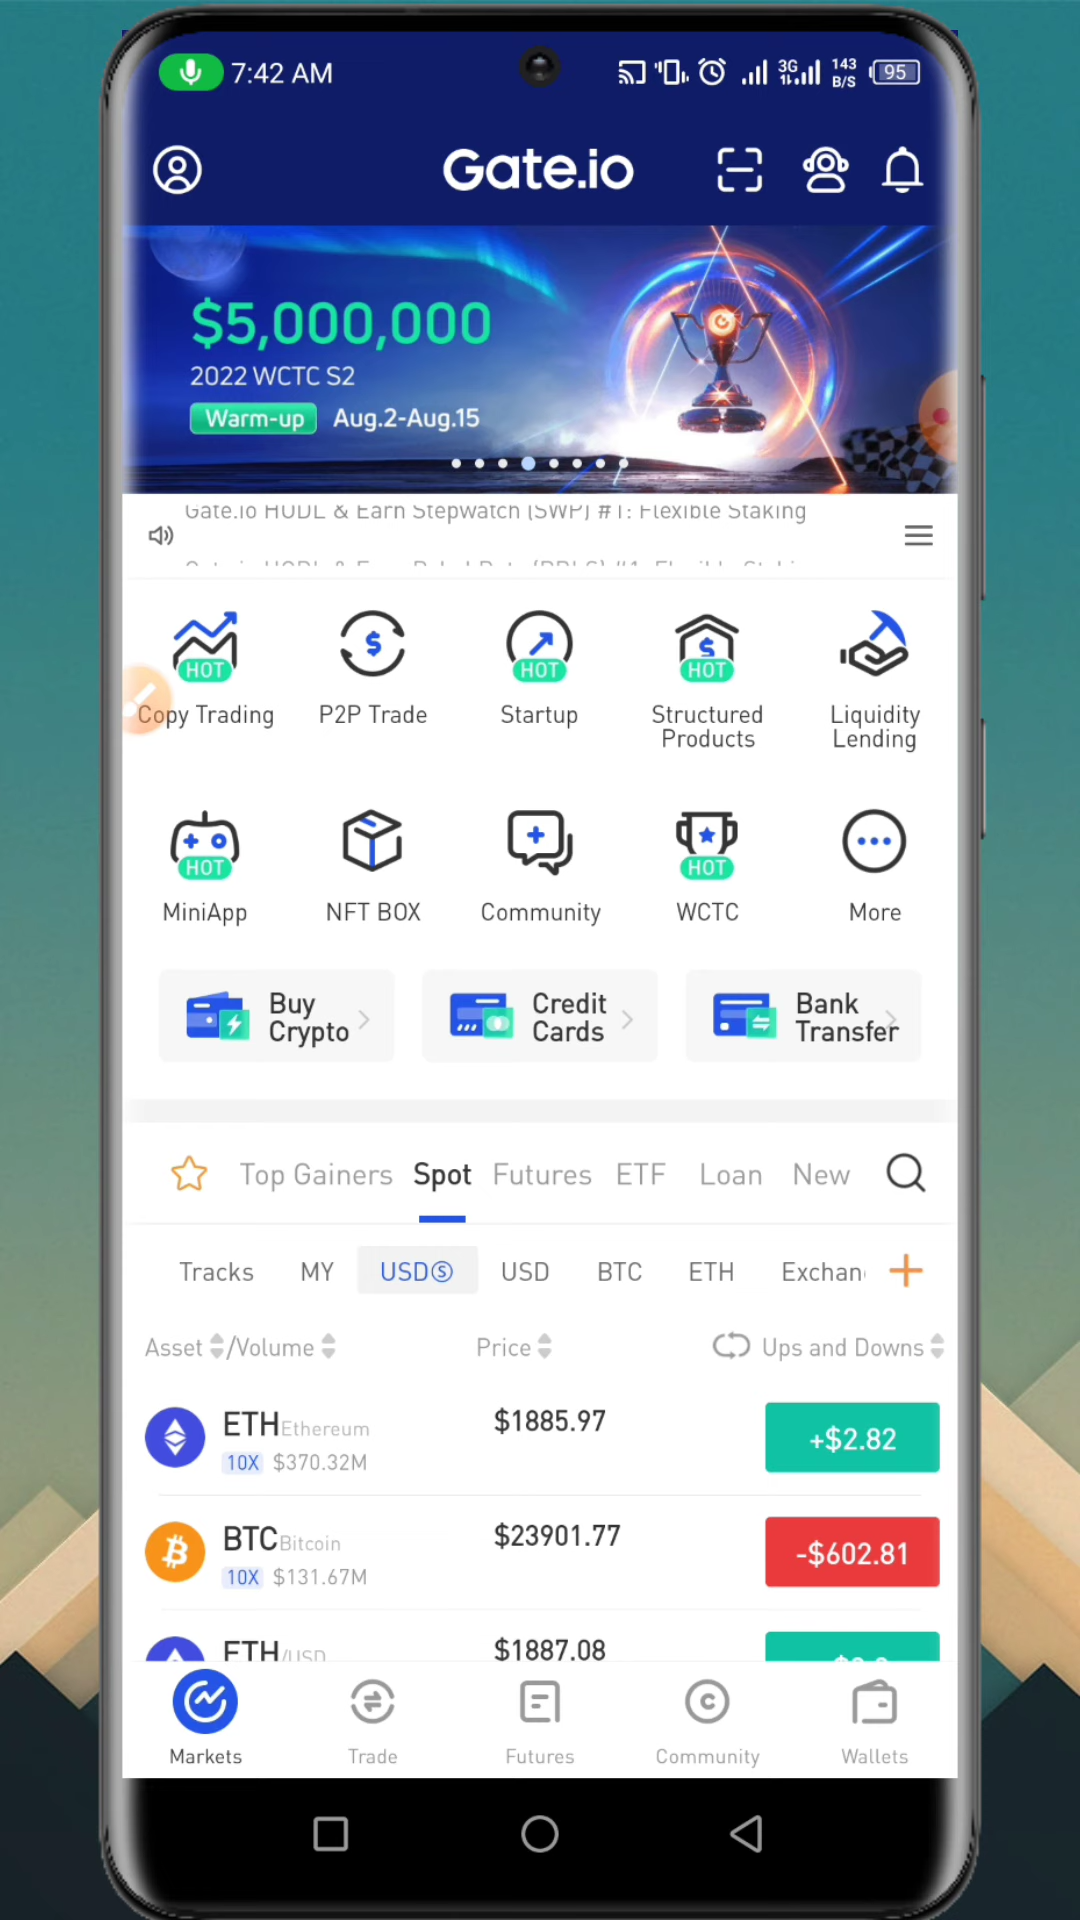 7:42 AM
3G
143
B/S
95
Gate.io
$5,000,000
2022 WCTC S2
Warm-up Aug.2-Aug.15
Gate.io HODL & Earn Stepwatch (SWP) #1: Flexible Staking
HOT
HOT
HOT
Copy Trading
P2P Trade
Startup
Structured
Products
Liquidity
Lending
HOT
HOT
MiniApp
NFT BOX
Community
WCTC
More
Buy
Crypto
Credit
Cards
Bank
Transfer
Top Gainers Spot Futures ETF Loan New
Tracks MY USDⓈ USD BTC ETH Exchan
Asset /Volume Price Ups and Downs
ETH Ethereum $1885.97 +$2.82
10X $370.32M
BTC Bitcoin $23901.77 -$602.81
10X $131.67M
ETH /USD $1887.08
Markets Trade Futures Community Wallets